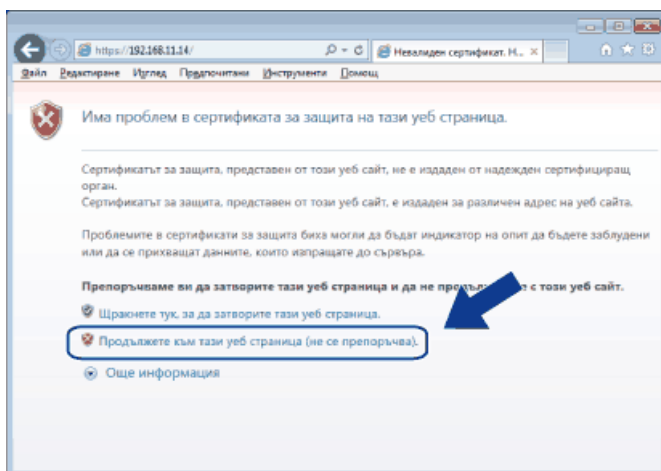 https://192.168.11.14/
Невалиден сертификат. Н...
Файл Редактиране Изглед Предпочитани Инструменти Помощ
Има проблем в сертификата за защита на тази уеб страница.
Сертификатът за защита, представен от този уеб сайт, не е издаден от надежден сертифициращ
орган.
Сертификатът за защита, представен от този уеб сайт, е издаден за различен адрес на уеб сайта.
Проблемите в сертификати за защита биха могли да бъдат индикатор на опит да бъдете заблудени
или да се прихващат данните, които изпращате до сървъра.
Препоръчваме ви да затворите тази уеб страница и да не с този уеб сайт.
Щракнете тук, за да затворите тази уеб страница.
Продължете към тази уеб страница (не се препоръчва).
Още информация